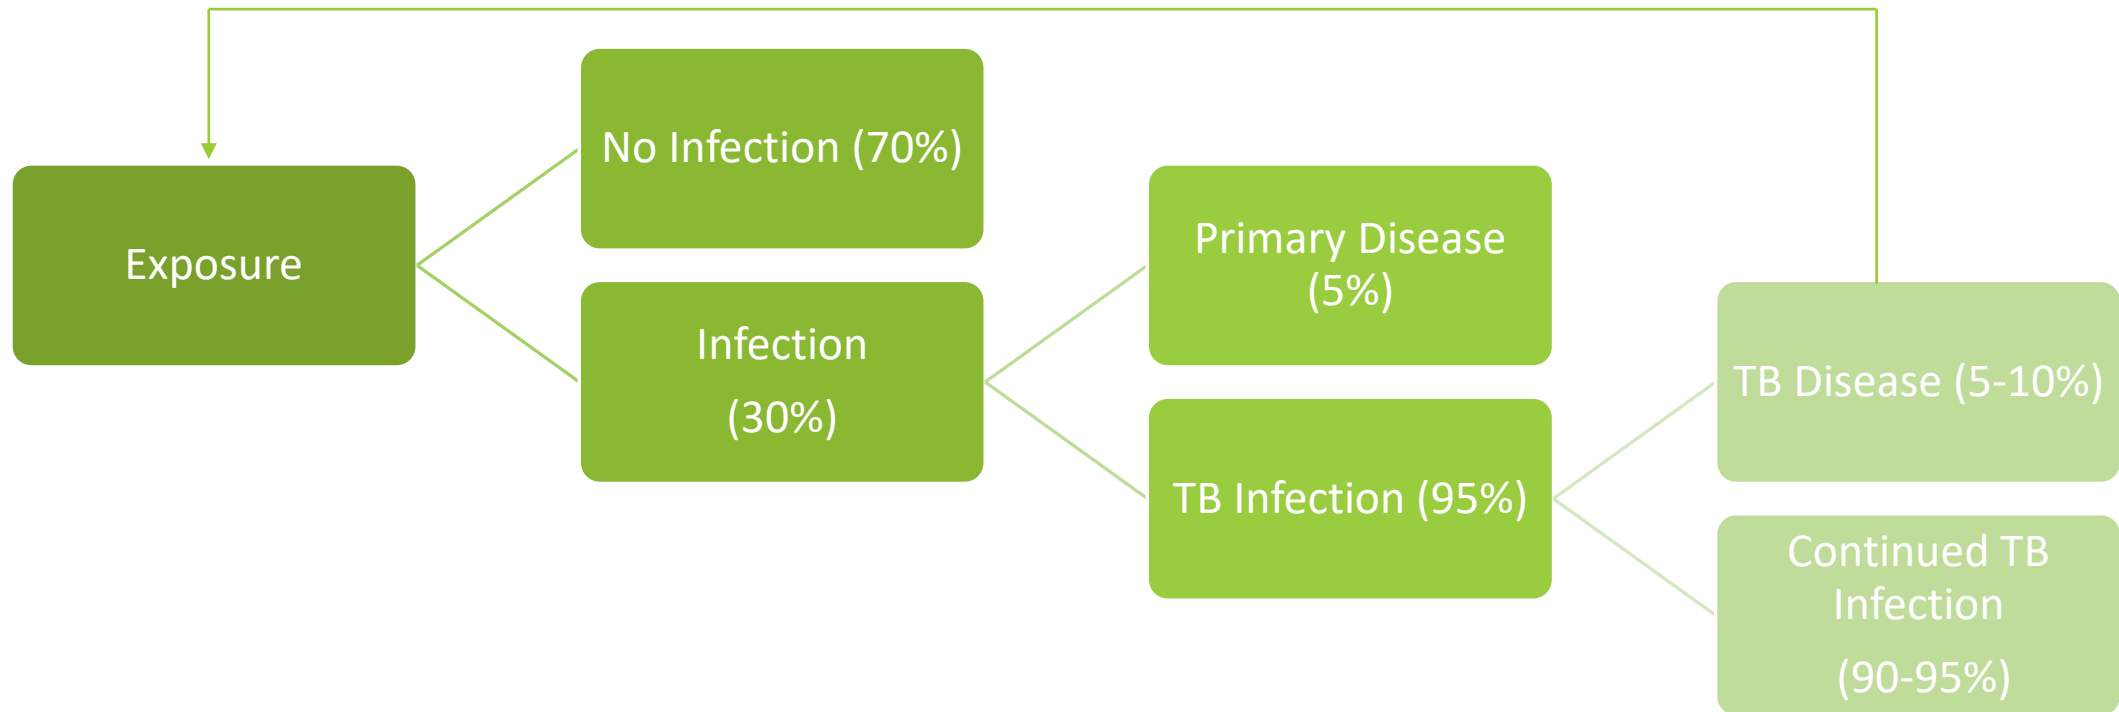 Exposure
No Infection (70%)
Infection
(30%)
Primary Disease
(5%)
TB Infection (95%)
TB Disease (5-10%)
Continued TB
Infection
(90-95%)